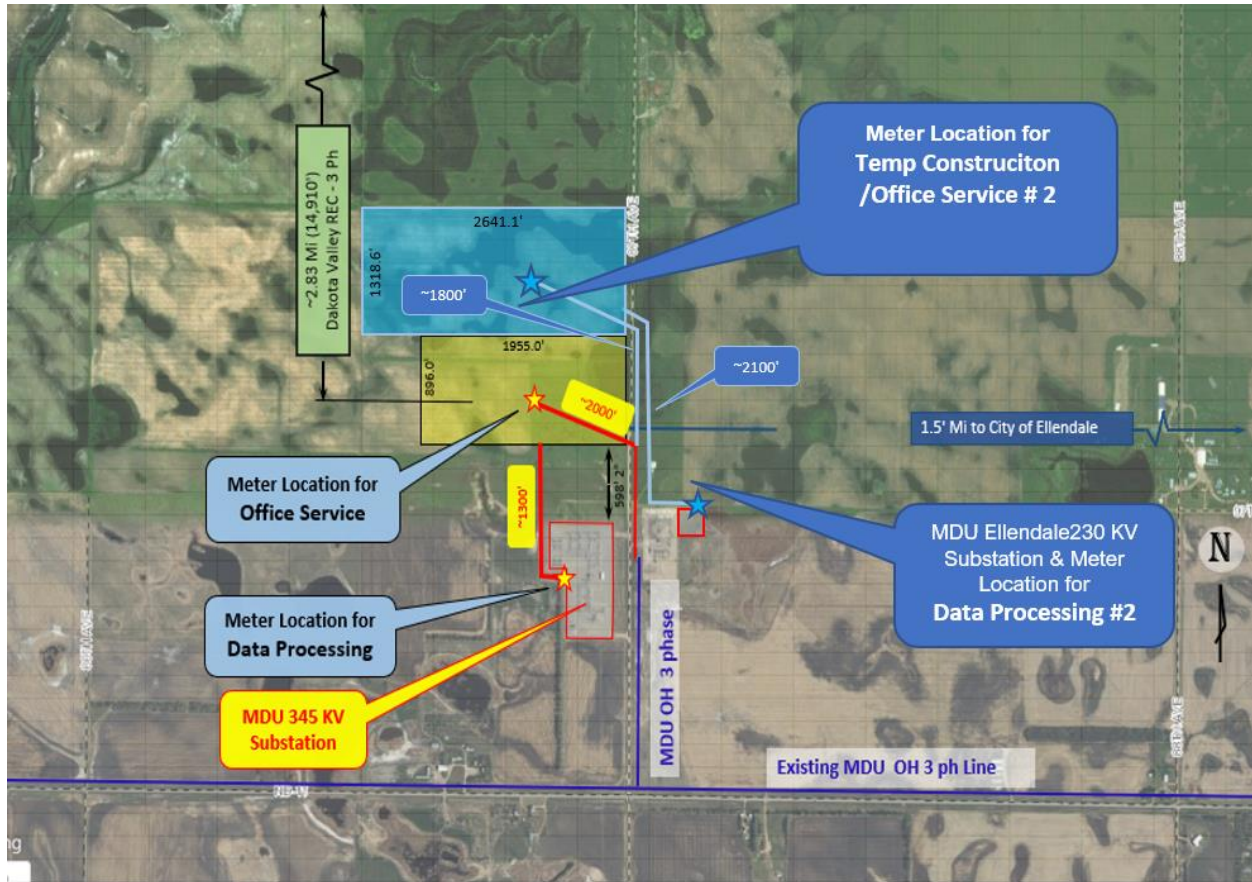 Meter Location for
Temp Construciton
/Office Service # 2
~2.83 Mi (14,910')
Dakota Valley REC - 3 Ph
2641.1'
1318.6'
~1800'
1955.0'
896.0'
~2000'
~2100'
1.5' Mi to City of Ellendale
Meter Location for
Office Service
~1300'
598' 2"
MDU Ellendale230 KV
Substation & Meter
Location for
Data Processing #2
N
Meter Location for
Data Processing
MDU 345 KV
Substation
MDU OH 3 phase
Existing MDU OH 3 ph Line